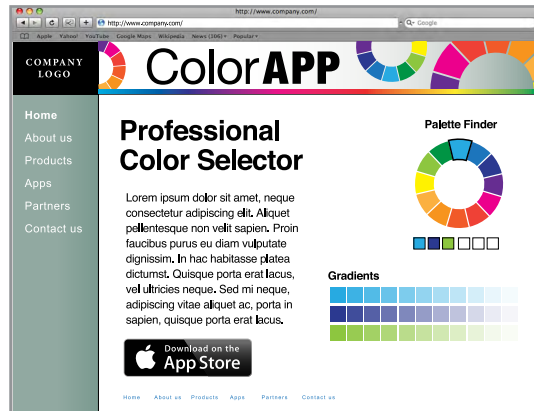 http://www.company.com/
http://www.company.com/
Google
Apple Yahoo! YouTube Google Maps Wikipedia News (306) Popular
COMPANY
LOGO
ColorAPP
Home
About us
Products
Apps
Partners
Contact us
Professional
Color Selector
Lorem ipsum dolor sit amet, neque
consectetur adipiscing elit. Aliquet
pellentesque non velit sapien. Proin
faucibus purus eu diam vulputate
dignissim. In hac habitasse platea
dictumst. Quisque porta erat lacus,
vel ultricies neque. Sed mi neque,
adipiscing vitae aliquet ac, porta in
sapien, quisque porta erat lacus.
Download on the
App Store
Palette Finder
Gradients
Home About us Products Apps Partners Contact us